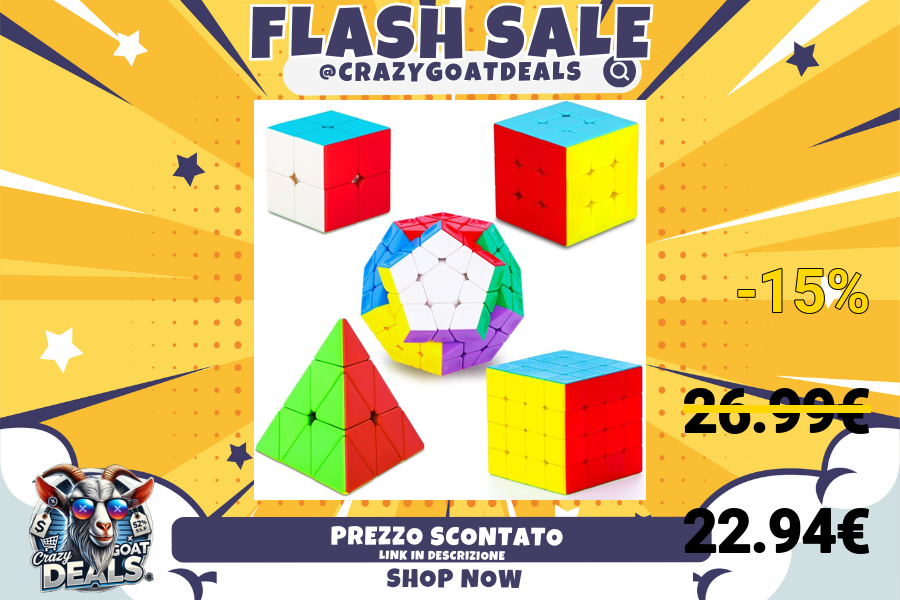 FLASH SALE
@CRAZYGOATDEALS
-15%
26.99€
22.94€
PREZZO SCONTATO
LINK IN DESCRIZIONE
SHOP NOW
$
Crazy
GOAT
DEALS